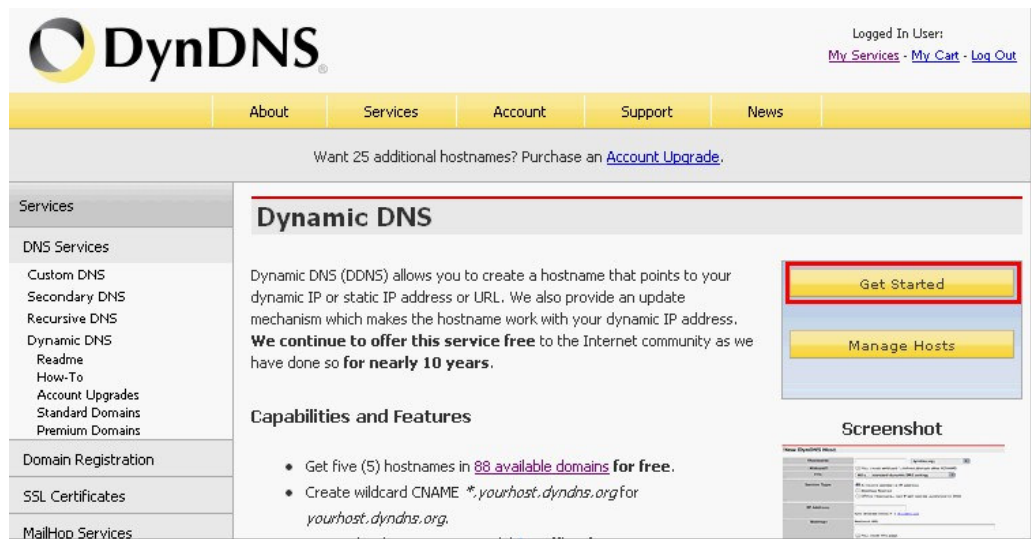 DynDNS®
Logged In User:
My Services - My Cart - Log Out
About Services Account Support News
Want 25 additional hostnames? Purchase an Account Upgrade.
Services
DNS Services
Custom DNS
Secondary DNS
Recursive DNS
Dynamic DNS
Readme
How-To
Account Upgrades
Standard Domains
Premium Domains
Domain Registration
SSL Certificates
MailHop Services
Dynamic DNS
Dynamic DNS (DDNS) allows you to create a hostname that points to your
dynamic IP or static IP address or URL. We also provide an update
mechanism which makes the hostname work with your dynamic IP address.
We continue to offer this service free to the Internet community as we
have done so for nearly 10 years.
Capabilities and Features
• Get five (5) hostnames in 88 available domains for free.
• Create wildcard CNAME *.yourhost.dyndns.org for
yourhost.dyndns.org.
Get Started
Manage Hosts
Screenshot
New DynDNS Host